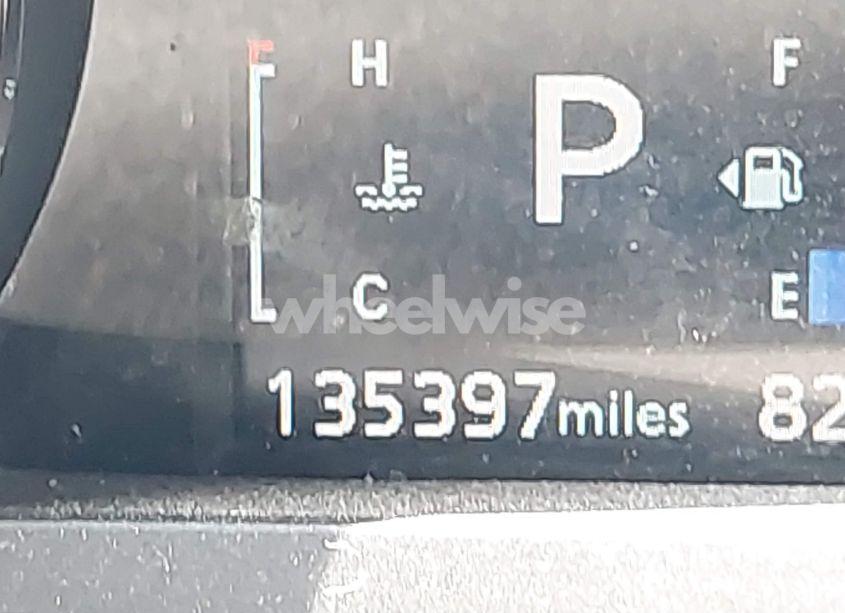 H P F
C E
wheelwise
135397miles 82